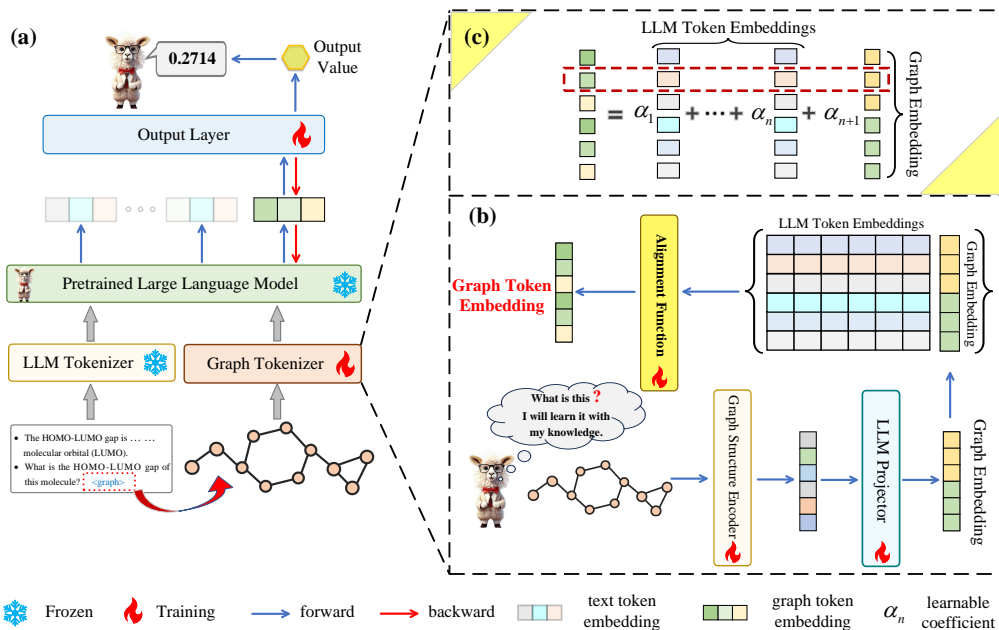 (a)
0.2714
Output
Value
Output Layer
Pretrained Large Language Model
LLM Tokenizer
Graph Tokenizer
• The HOMO-LUMO gap is … …
molecular orbital (LUMO).
• What is the HOMO-LUMO gap of
this molecule? <graph>
(c)
LLM Token Embeddings
= α1 + ··· + αn + αn+1
Graph Embedding
(b)
LLM Token Embeddings
Graph Embedding
Alignment Function
Graph Token
Embedding
What is this ?
I will learn it with
my knowledge.
Graph Structure Encoder
LLM Projector
Graph Embedding
Frozen
Training
forward
backward
text token
embedding
graph token
embedding
αn
learnable
coefficient